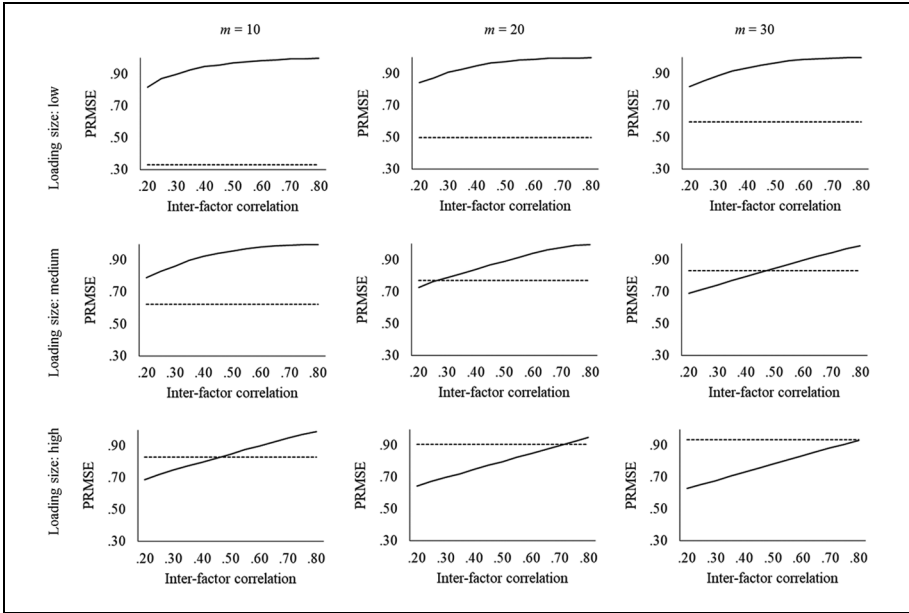 m = 10 m = 20 m = 30
Loading size: low
PRMSE
.90
.70
.50
.30
.20 .30 .40 .50 .60 .70 .80
Inter-factor correlation
PRMSE
.90
.70
.50
.30
.20 .30 .40 .50 .60 .70 .80
Inter-factor correlation
PRMSE
.90
.70
.50
.30
.20 .30 .40 .50 .60 .70 .80
Inter-factor correlation
Loading size: medium
PRMSE
.90
.70
.50
.30
.20 .30 .40 .50 .60 .70 .80
Inter-factor correlation
PRMSE
.90
.70
.50
.30
.20 .30 .40 .50 .60 .70 .80
Inter-factor correlation
PRMSE
.90
.70
.50
.30
.20 .30 .40 .50 .60 .70 .80
Inter-factor correlation
Loading size: high
PRMSE
.90
.70
.50
.30
.20 .30 .40 .50 .60 .70 .80
Inter-factor correlation
PRMSE
.90
.70
.50
.30
.20 .30 .40 .50 .60 .70 .80
Inter-factor correlation
PRMSE
.90
.70
.50
.30
.20 .30 .40 .50 .60 .70 .80
Inter-factor correlation